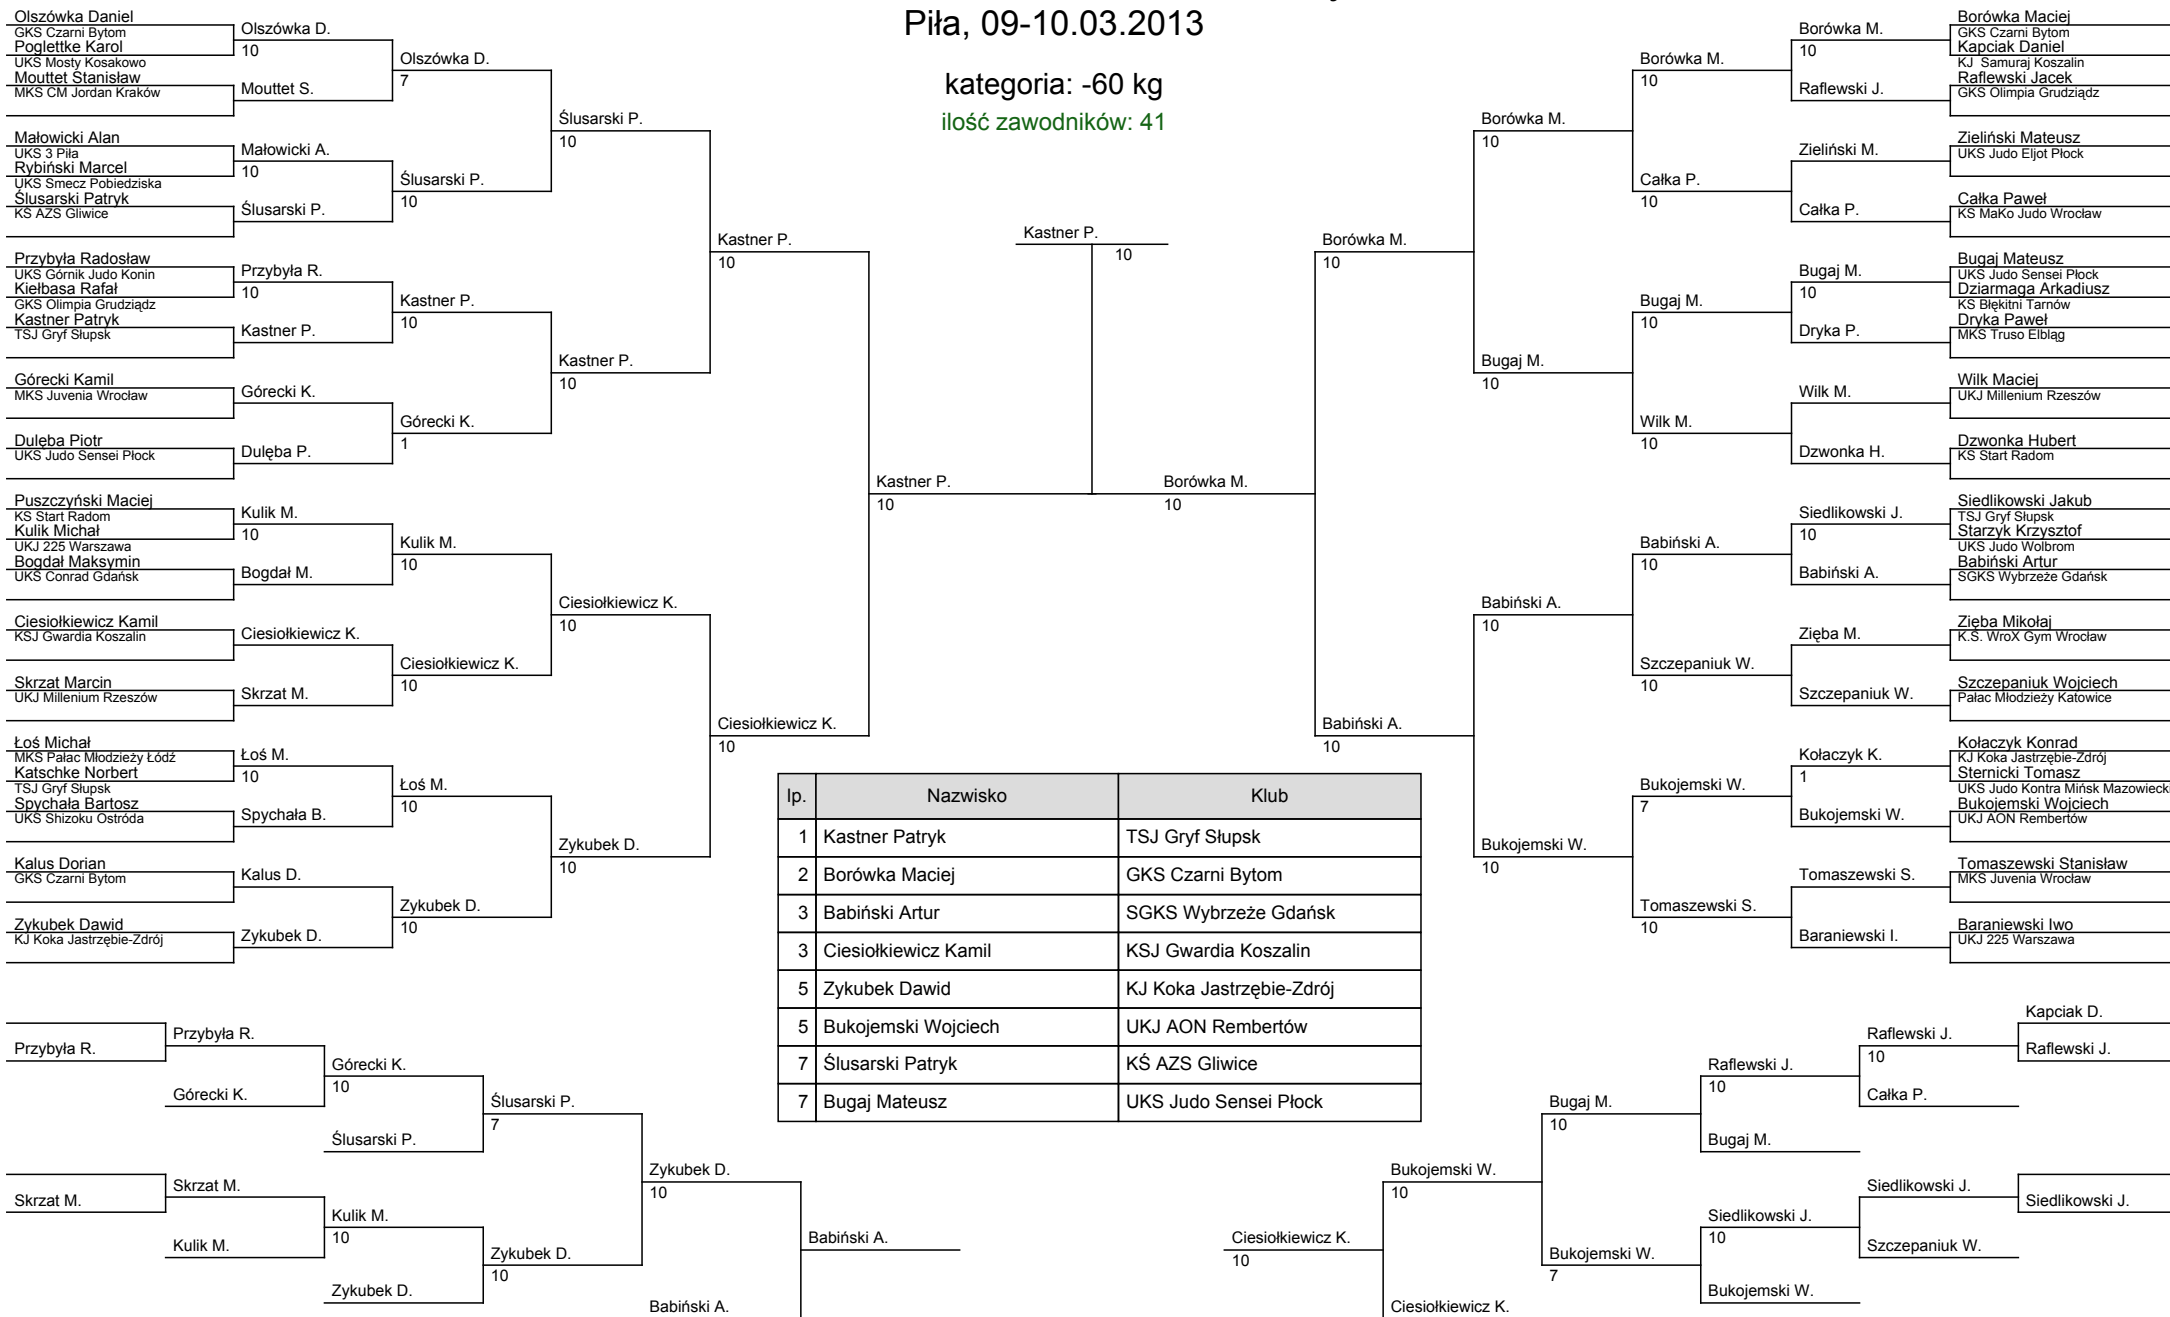 Piła, 09-10.03.2013
kategoria: -60 kg
ilość zawodników: 41
Olszówka Daniel
GKS Czarni Bytom
Poglettke Karol
UKS Mosty Kosakowo
Mouttet Stanisław
MKS CM Jordan Kraków
Małowicki Alan
UKS 3 Piła
Rybiński Marcel
UKS Smecz Pobiedziska
Ślusarski Patryk
KŚ AZS Gliwice
Przybyła Radosław
UKS Górnik Judo Konin
Kiełbasa Rafał
GKS Olimpia Grudziądz
Kastner Patryk
TSJ Gryf Słupsk
Górecki Kamil
MKS Juvenia Wrocław
Dulęba Piotr
UKS Judo Sensei Płock
Puszczyński Maciej
KS Start Radom
Kulik Michał
UKJ 225 Warszawa
Bogdał Maksymin
UKS Conrad Gdańsk
Ciesiołkiewicz Kamil
KSJ Gwardia Koszalin
Skrzat Marcin
UKJ Millenium Rzeszów
Łoś Michał
MKS Pałac Młodzieży Łódź
Katschke Norbert
TSJ Gryf Słupsk
Spychała Bartosz
UKS Shizoku Ostróda
Kalus Dorian
GKS Czarni Bytom
Zykubek Dawid
KJ Koka Jastrzębie-Zdrój
Olszówka D.
10
Mouttet S.
Małowicki A.
10
Ślusarski P.
Przybyła R.
10
Kastner P.
Górecki K.
Dulęba P.
Kulik M.
10
Bogdał M.
Ciesiołkiewicz K.
Skrzat M.
Łoś M.
10
Spychała B.
Kalus D.
Zykubek D.
Olszówka D.
7
Ślusarski P.
10
Kastner P.
10
Górecki K.
1
Kulik M.
10
Ciesiołkiewicz K.
10
Łoś M.
10
Zykubek D.
10
Ślusarski P.
10
Kastner P.
10
Ciesiołkiewicz K.
10
Zykubek D.
10
Kastner P.
10
Ciesiołkiewicz K.
10
Kastner P.
10
Kastner P.
10
Borówka M.
10
Borówka M.
10
Babiński A.
10
Borówka M.
10
Bugaj M.
10
Babiński A.
10
Bukojemski W.
10
Borówka M.
10
Całka P.
10
Bugaj M.
10
Wilk M.
10
Babiński A.
10
Szczepaniuk W.
10
Bukojemski W.
7
Tomaszewski S.
10
Borówka M.
10
Raflewski J.
Zieliński M.
Całka P.
Bugaj M.
10
Dryka P.
Wilk M.
Dzwonka H.
Siedlikowski J.
10
Babiński A.
Zięba M.
Szczepaniuk W.
Kołaczyk K.
1
Bukojemski W.
Tomaszewski S.
Baraniewski I.
Borówka Maciej
GKS Czarni Bytom
Kapciak Daniel
KJ Samuraj Koszalin
Raflewski Jacek
GKS Olimpia Grudziądz
Zieliński Mateusz
UKS Judo Eljot Płock
Całka Paweł
KS MaKo Judo Wrocław
Bugaj Mateusz
UKS Judo Sensei Płock
Dziarmaga Arkadiusz
KS Błękitni Tarnów
Dryka Paweł
MKS Truso Elbląg
Wilk Maciej
UKJ Millenium Rzeszów
Dzwonka Hubert
KS Start Radom
Siedlikowski Jakub
TSJ Gryf Słupsk
Starzyk Krzysztof
UKS Judo Wolbrom
Babiński Artur
SGKS Wybrzeże Gdańsk
Zięba Mikołaj
K.Ś. WroX Gym Wrocław
Szczepaniuk Wojciech
Pałac Młodzieży Katowice
Kołaczyk Konrad
KJ Koka Jastrzębie-Zdrój
Sternicki Tomasz
UKS Judo Kontra Mińsk Mazowiecki
Bukojemski Wojciech
UKJ AON Rembertów
Tomaszewski Stanisław
MKS Juvenia Wrocław
Baraniewski Iwo
UKJ 225 Warszawa
lp. Nazwisko Klub
1 Kastner Patryk TSJ Gryf Słupsk
2 Borówka Maciej GKS Czarni Bytom
3 Babiński Artur SGKS Wybrzeże Gdańsk
3 Ciesiołkiewicz Kamil KSJ Gwardia Koszalin
5 Zykubek Dawid KJ Koka Jastrzębie-Zdrój
5 Bukojemski Wojciech UKJ AON Rembertów
7 Ślusarski Patryk KŚ AZS Gliwice
7 Bugaj Mateusz UKS Judo Sensei Płock
Przybyła R.
Skrzat M.
Przybyła R.
Górecki K.
Skrzat M.
Kulik M.
Górecki K.
10
Ślusarski P.
Kulik M.
10
Zykubek D.
Ślusarski P.
7
Zykubek D.
10
Zykubek D.
10
Babiński A.
Babiński A.
Ciesiołkiewicz K.
10
Bukojemski W.
10
Ciesiołkiewicz K.
Bugaj M.
10
Bukojemski W.
7
Raflewski J.
10
Bugaj M.
Siedlikowski J.
10
Bukojemski W.
Raflewski J.
10
Całka P.
Siedlikowski J.
Szczepaniuk W.
Kapciak D.
Raflewski J.
Siedlikowski J.